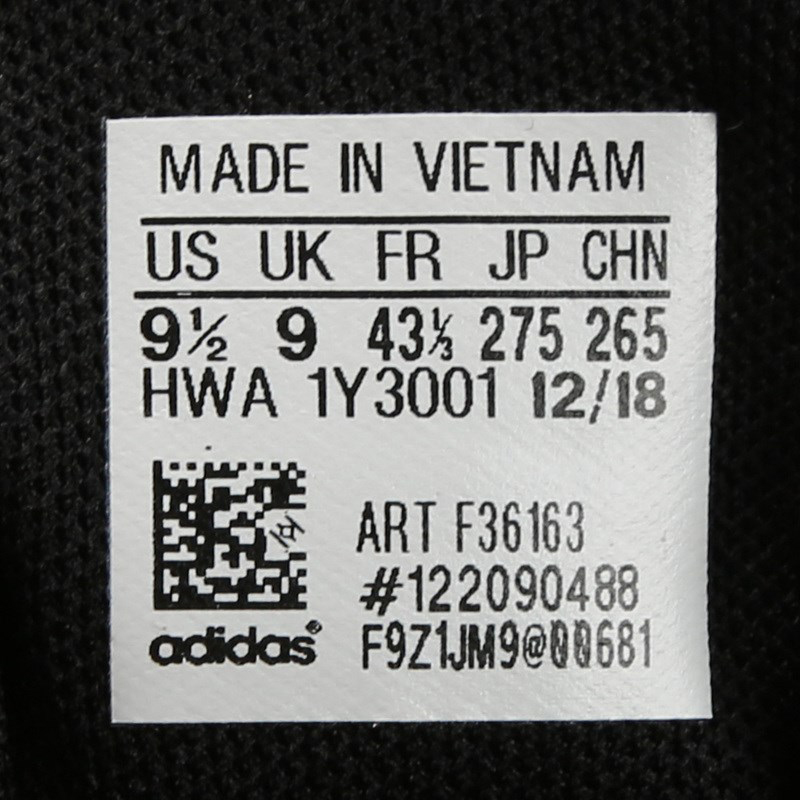 MADE IN VIETNAM
US UK FR JP CHN
9½ 9 43⅓ 275 265
HWA 1Y3001 12/18
ART F36163
#122090488
F9Z1JM9@00681
adidas®